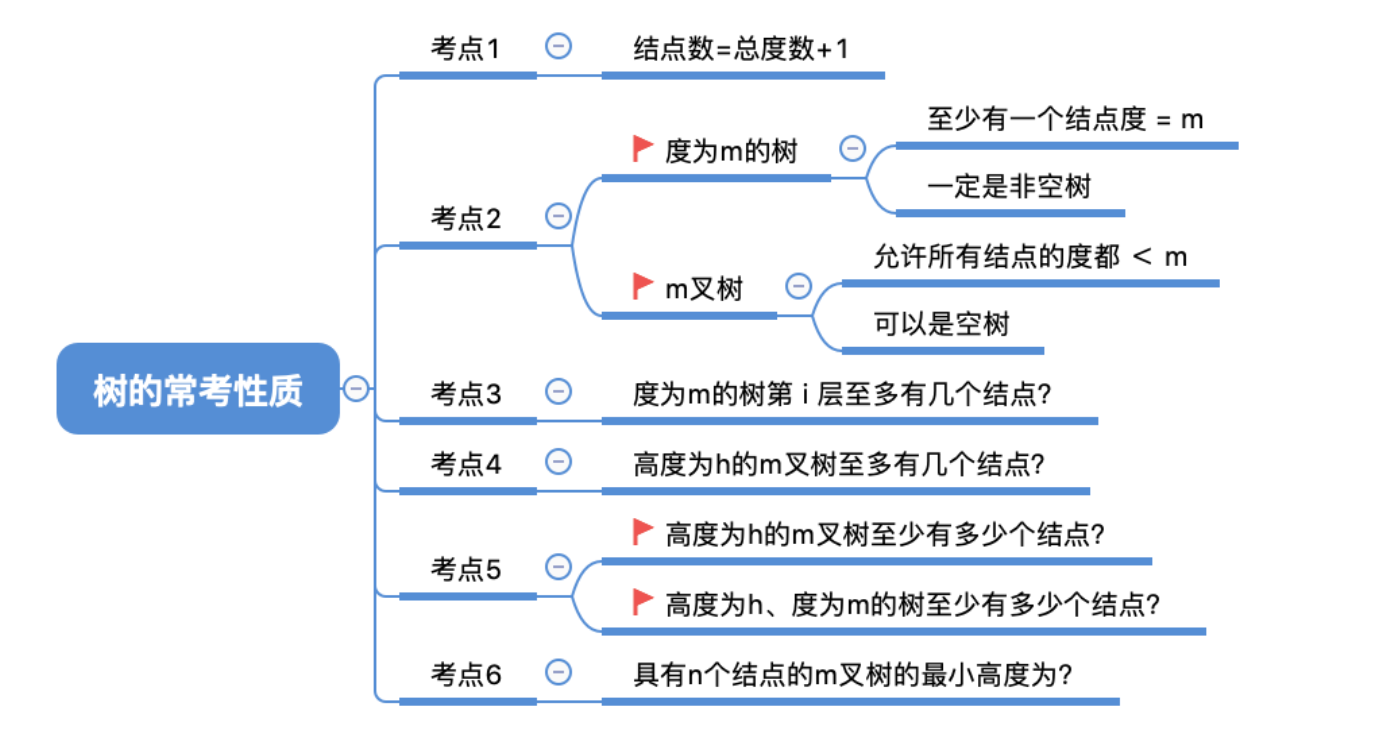 树的常考性质
考点1
结点数=总度数+1
考点2
度为m的树
至少有一个结点度 = m
一定是非空树
m叉树
允许所有结点的度都 < m
可以是空树
考点3
度为m的树第 i 层至多有几个结点?
考点4
高度为h的m叉树至多有几个结点?
考点5
高度为h的m叉树至少有多少个结点?
高度为h、度为m的树至少有多少个结点?
考点6
具有n个结点的m叉树的最小高度为?